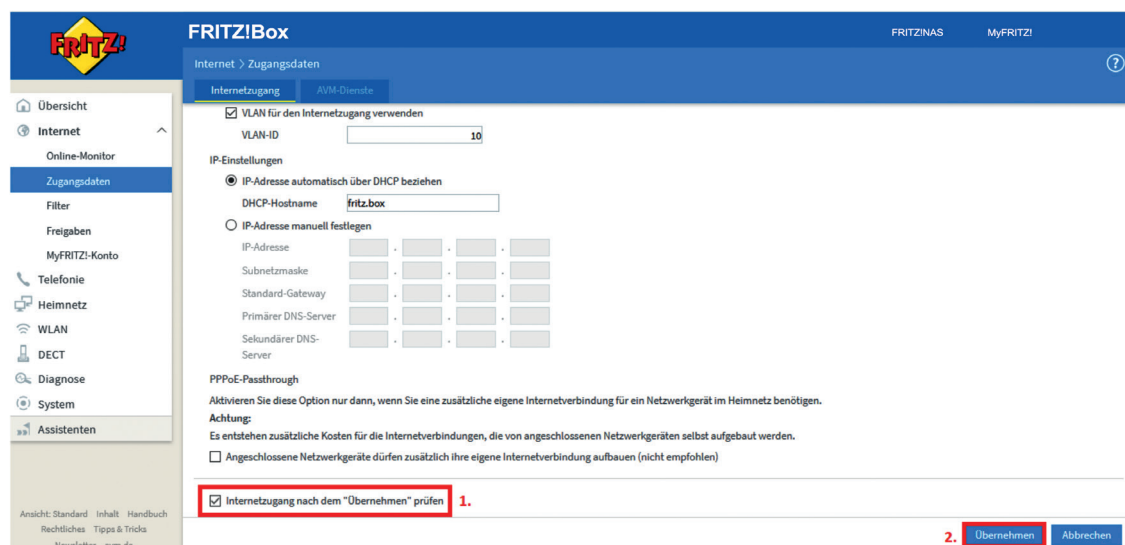 FRITZ!
FRITZ!Box
FRITZ!NAS
MyFRITZ!
Internet > Zugangsdaten
?
Internetzugang
AVM-Dienste
Übersicht
Internet
Online-Monitor
Zugangsdaten
Filter
Freigaben
MyFRITZ!-Konto
Telefonie
Heimnetz
WLAN
DECT
Diagnose
System
Assistenten
Ansicht: Standard Inhalt Handbuch
Rechtliches Tipps & Tricks
Newsletter avm.de
VLAN für den Internetzugang verwenden
VLAN-ID 10
IP-Einstellungen
IP-Adresse automatisch über DHCP beziehen
DHCP-Hostname fritz.box
IP-Adresse manuell festlegen
IP-Adresse . . .
Subnetzmaske . . .
Standard-Gateway . . .
Primärer DNS-Server . . .
Sekundärer DNS- . . .
Server
PPPoE-Passthrough
Aktivieren Sie diese Option nur dann, wenn Sie eine zusätzliche eigene Internetverbindung für ein Netzwerkgerät im Heimnetz benötigen.
Achtung:
Es entstehen zusätzliche Kosten für die Internetverbindungen, die von angeschlossenen Netzwerkgeräten selbst aufgebaut werden.
Angeschlossene Netzwerkgeräte dürfen zusätzlich ihre eigene Internetverbindung aufbauen (nicht empfohlen)
Internetzugang nach dem "Übernehmen" prüfen 1.
2. Übernehmen Abbrechen